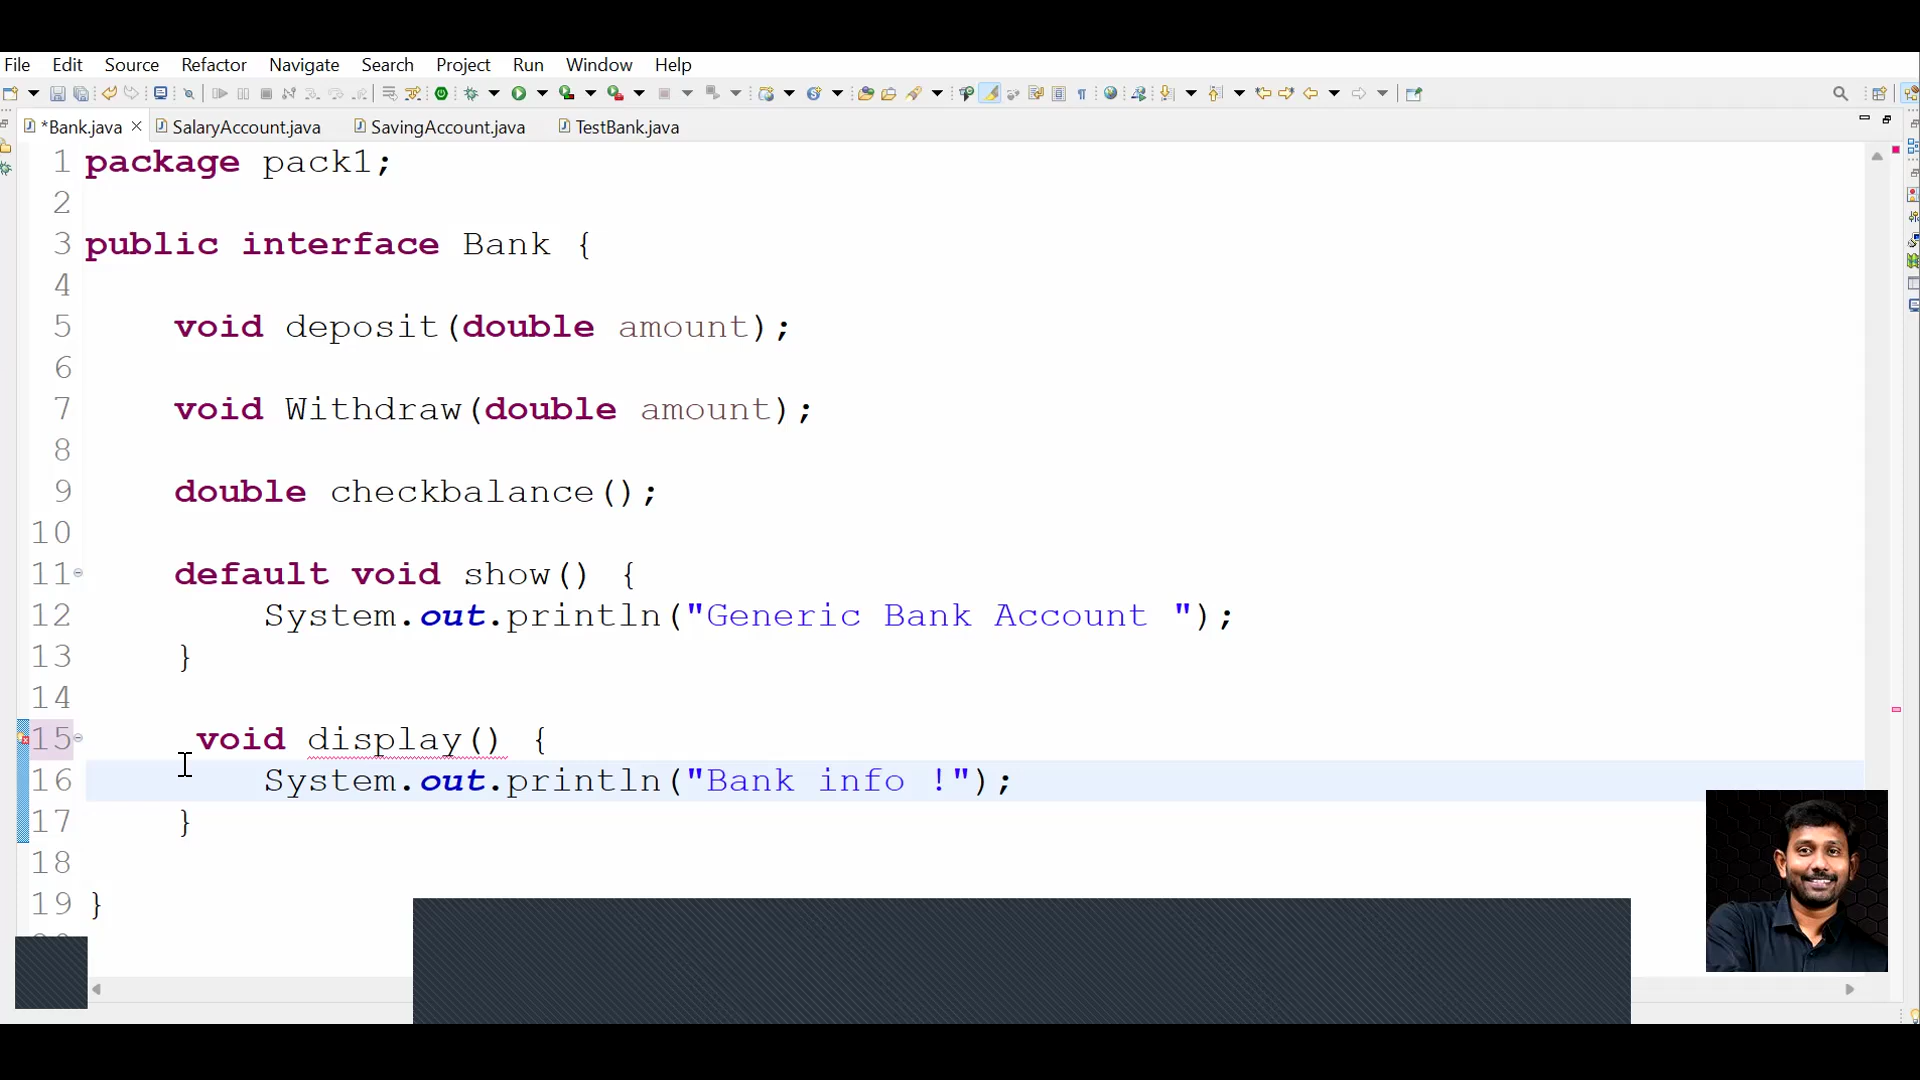 File Edit Source Refactor Navigate Search Project Run Window Help
*Bank.java SalaryAccount.java SavingAccount.java TestBank.java
1 package pack1;
2
3 public interface Bank {
4
5 void deposit(double amount);
6
7 void Withdraw(double amount);
8
9 double checkbalance();
10
11 default void show() {
12 System.out.println("Generic Bank Account ");
13 }
14
15 void display() {
16 System.out.println("Bank info !");
17 }
18
19 }